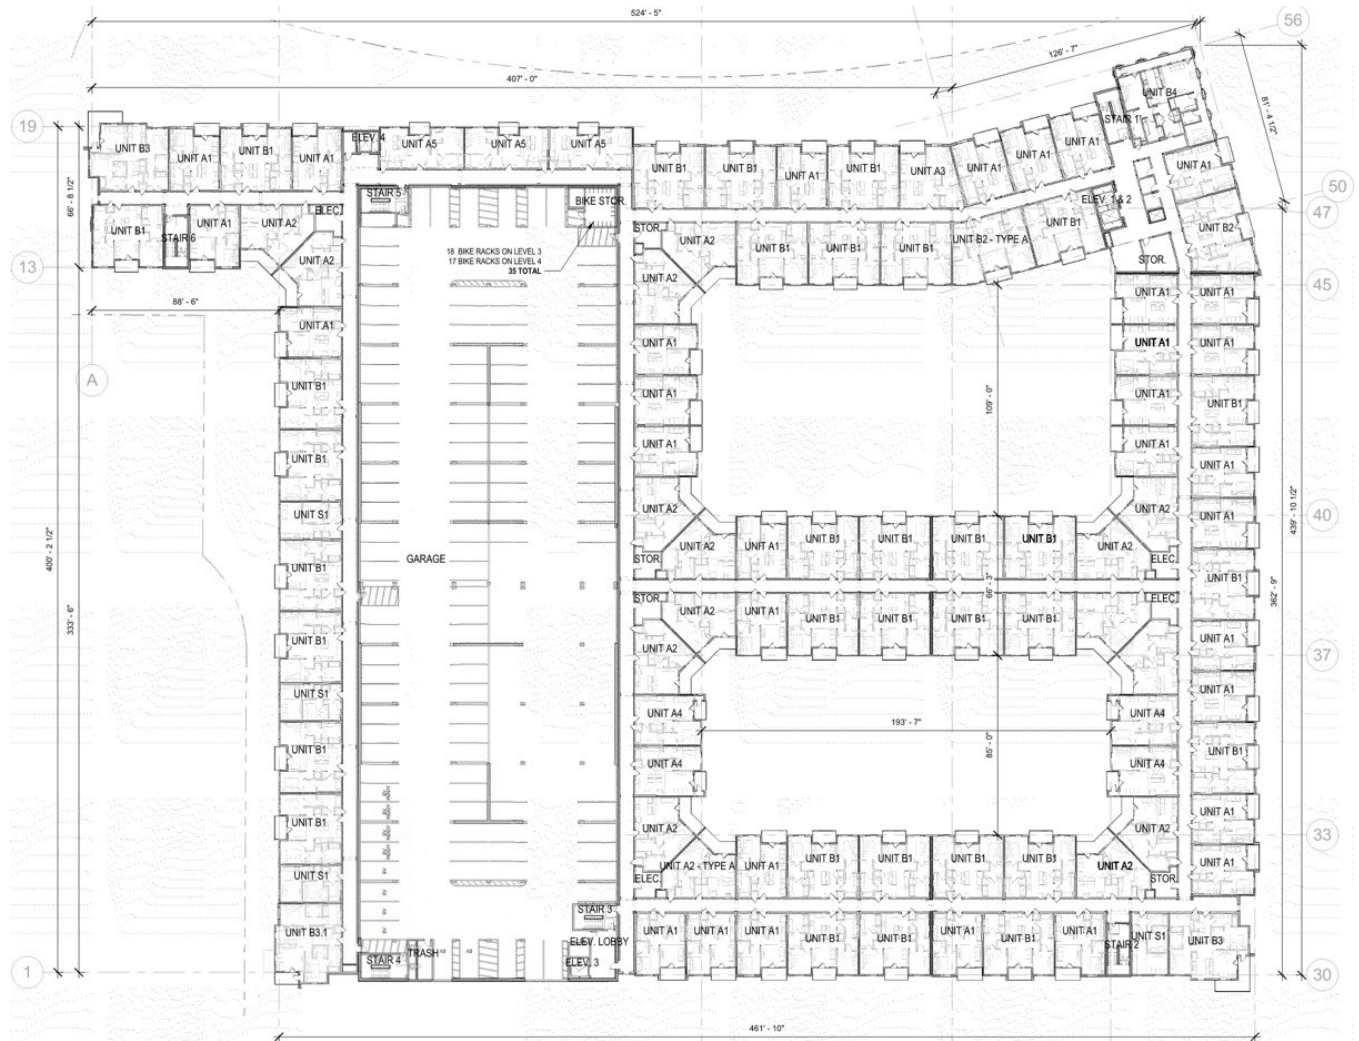 524' - 5"
56
126' - 7"
407' - 0"
81' - 4 1/2"
19
UNIT B3
UNIT A1
UNIT B1
UNIT A1
ELEV. 4
UNIT A5
UNIT A5
UNIT A5
UNIT B1
UNIT B1
UNIT A1
UNIT B1
UNIT A3
UNIT A1
UNIT A1
UNIT A1
STAIR 1
UNIT B4
UNIT A1
50
66' - 8 1/2"
STAIR 5
BIKE STOR.
ELEV. 1 & 2
47
UNIT B1
STAIR 6
UNIT A1
UNIT A2
ELEC.
UNIT A2
STOR.
UNIT A2
UNIT A2
UNIT B1
UNIT B1
UNIT B1
UNIT B2 - TYPE A
UNIT B1
STOR.
UNIT B2
18 BIKE RACKS ON LEVEL 3
17 BIKE RACKS ON LEVEL 4
35 TOTAL
13
45
88' - 6"
UNIT A1
UNIT A1
UNIT A1
UNIT A1
UNIT A1
UNIT A1
A
UNIT B1
UNIT A1
109' - 0"
UNIT A1
UNIT B1
UNIT B1
UNIT A1
UNIT A1
UNIT A1
UNIT S1
UNIT A2
UNIT A2
UNIT A1
40
400' - 2 1/2"
439' - 10 1/2"
GARAGE
UNIT B1
STOR.
UNIT A2
UNIT A1
UNIT B1
UNIT B1
UNIT B1
UNIT B1
UNIT A2
ELEC.
UNIT B1
333' - 6"
66' - 3"
362' - 9"
STOR.
UNIT A2
UNIT A1
UNIT B1
UNIT B1
UNIT B1
UNIT B1
ELEC.
UNIT B1
UNIT A2
UNIT A1
37
UNIT S1
UNIT A1
UNIT A4
193' - 7"
UNIT A4
UNIT B1
85' - 0"
UNIT B1
UNIT A4
UNIT A4
UNIT B1
UNIT A2
UNIT A2
UNIT A1
33
UNIT S1
ELEC.
UNIT A2 - TYPE A
UNIT A1
UNIT B1
UNIT B1
UNIT B1
UNIT B1
UNIT A2
STOR.
UNIT A1
EV
EV
EV
EV
UNIT B3.1
STAIR 3
ELEV. LOBBY
UNIT A1
UNIT A1
UNIT A1
UNIT B1
UNIT B1
UNIT A1
UNIT B1
UNIT A1
STAIR 2
UNIT S1
UNIT B3
1
STAIR 4
TRASH
ELEV. 3
30
461' - 10"